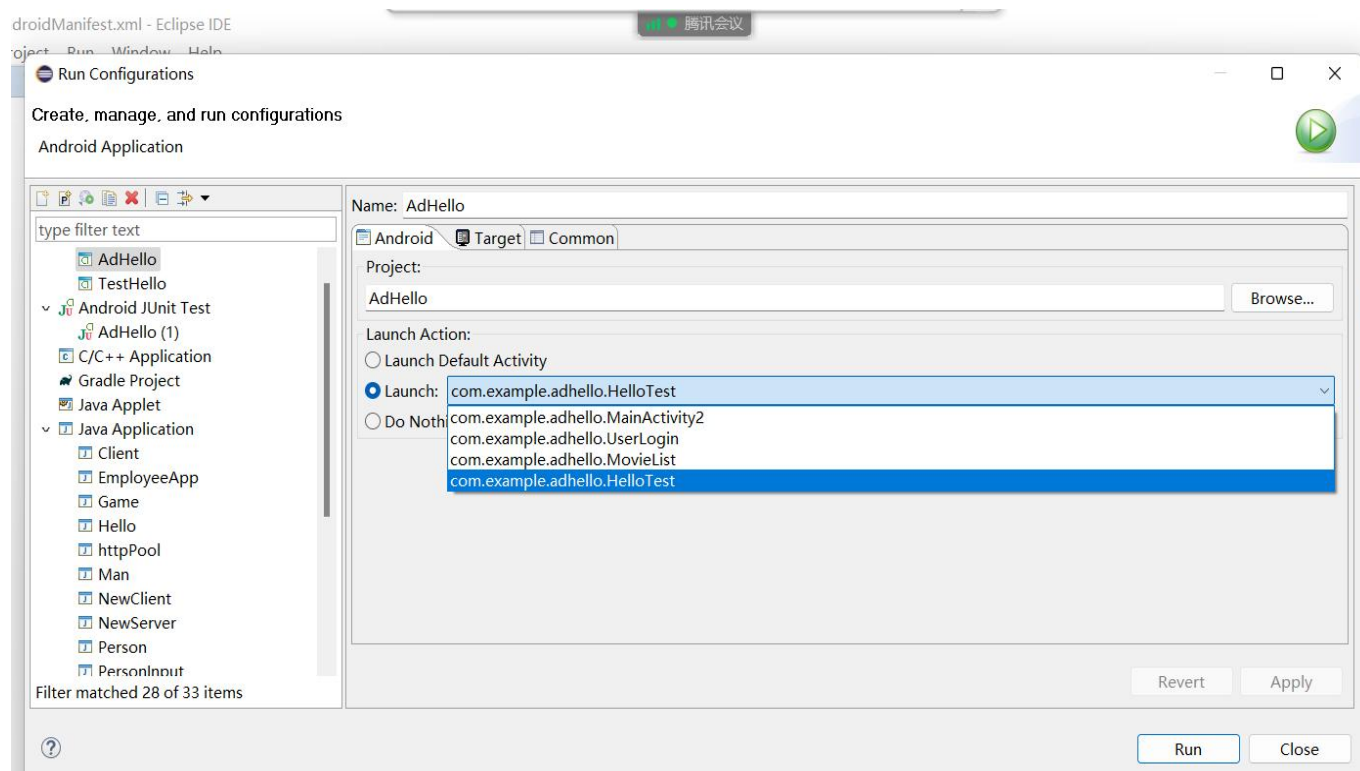 droidManifest.xml - Eclipse IDE
腾讯会议
oject Run Window Help
Run Configurations
Create, manage, and run configurations
Android Application
type filter text
AdHello
TestHello
Android JUnit Test
AdHello (1)
C/C++ Application
Gradle Project
Java Applet
Java Application
Client
EmployeeApp
Game
Hello
httpPool
Man
NewClient
NewServer
Person
PersonInput
Filter matched 28 of 33 items
Name: AdHello
Android Target Common
Project:
AdHello Browse...
Launch Action:
Launch Default Activity
Launch: com.example.adhello.HelloTest
Do Nothi
com.example.adhello.MainActivity2
com.example.adhello.UserLogin
com.example.adhello.MovieList
com.example.adhello.HelloTest
Revert Apply
Run Close